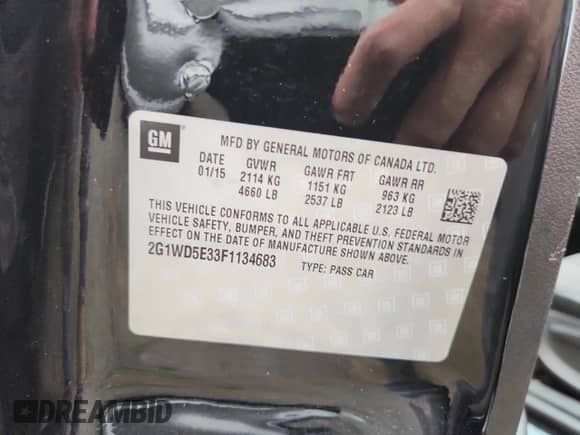 GM
MFD BY GENERAL MOTORS OF CANADA LTD.
DATE GVWR GAWR FRT GAWR RR
01/15 2114 KG 1151 KG 963 KG
4660 LB 2537 LB 2123 LB
THIS VEHICLE CONFORMS TO ALL APPLICABLE U.S. FEDERAL MOTOR
VEHICLE SAFETY, BUMPER, AND THEFT PREVENTION STANDARDS IN
EFFECT ON THE DATE OF MANUFACTURE SHOWN ABOVE.
2G1WD5E33F1134683 TYPE: PASS CAR
DREAMBID